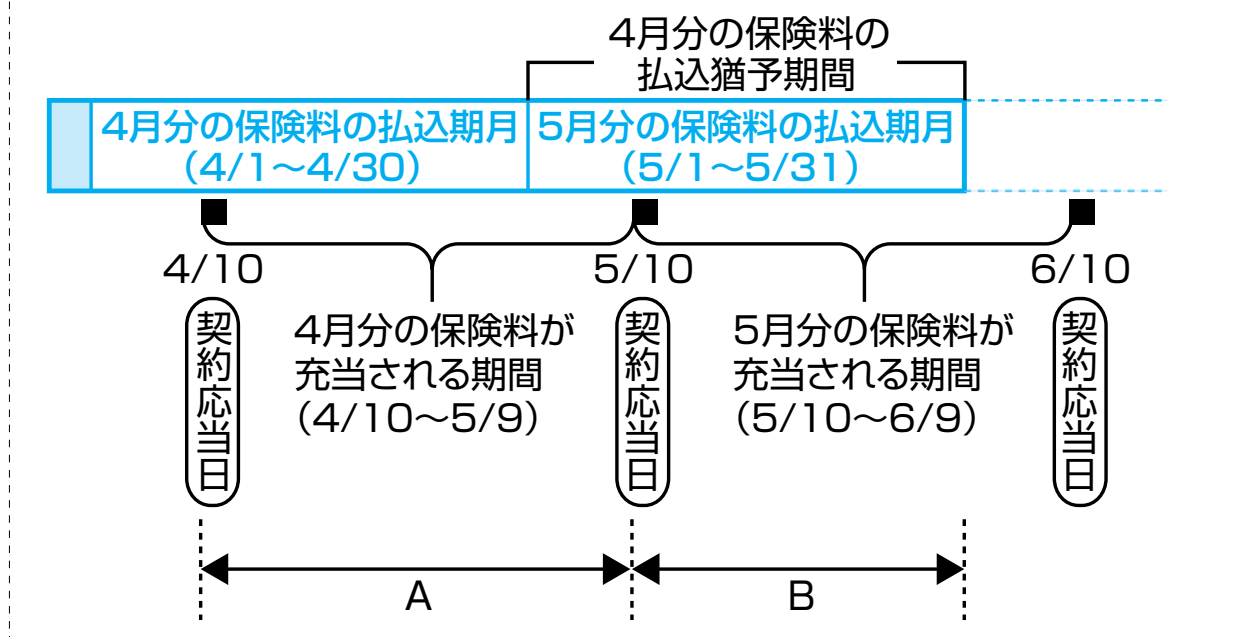 4月分の保険料の
払込猶予期間
4月分の保険料の払込期月
(4/1〜4/30)
5月分の保険料の払込期月
(5/1〜5/31)
4/10
5/10
6/10
契約応当日
4月分の保険料が
充当される期間
(4/10〜5/9)
契約応当日
5月分の保険料が
充当される期間
(5/10〜6/9)
契約応当日
A
B